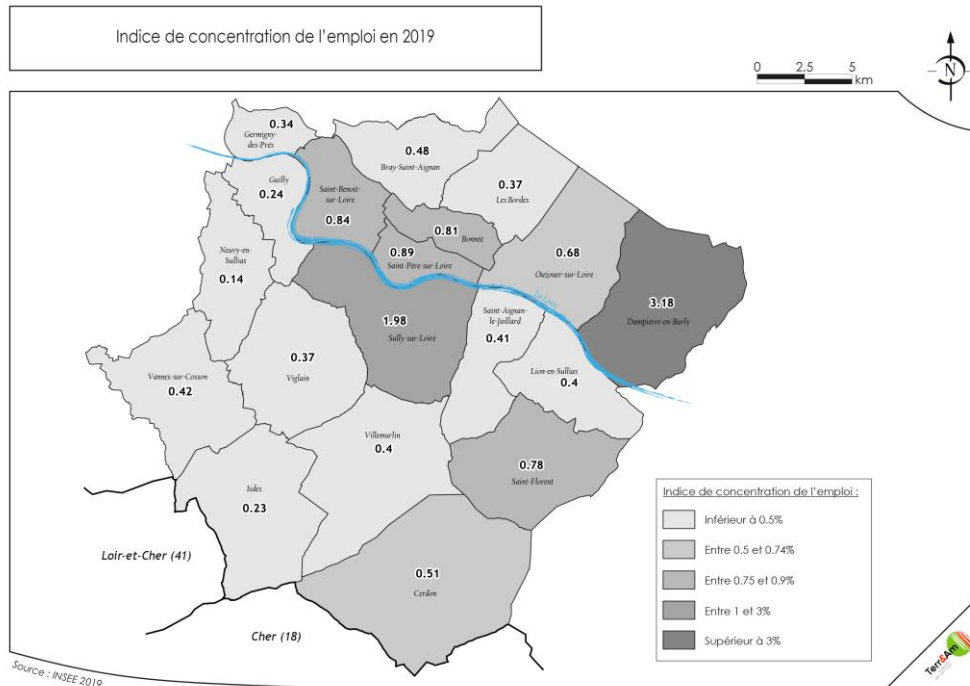 Indice de concentration de l'emploi en 2019
0 2,5 5
km
N
0.34
Germigny-
des-Prés
0.48
Bray-Saint-Aignan
Guilly
0.24
Saint-Benoit-
sur-Loire
0.84
0.37
Les Bordes
0.81
Bonnée
Neuvy-en-
Sullias
0.14
0.89
Saint-Père-sur-Loire
0.68
Ouzouer-sur-Loire
La Loire
3.18
Dampierre-en-Burly
1.98
Sully-sur-Loire
Saint-Aignan-
le-Jaillard
0.41
0.37
Viglain
Vannes-sur-Cosson
0.42
Lion-en-Sullias
0.4
Villemurlin
0.4
0.78
Saint-Florent
Isdes
0.23
Loir-et-Cher (41)
0.51
Cerdon
Cher (18)
Indice de concentration de l'emploi :
Inférieur à 0.5%
Entre 0.5 et 0.74%
Entre 0.75 et 0.9%
Entre 1 et 3%
Supérieur à 3%
Source : INSEE 2019
Terr&Am